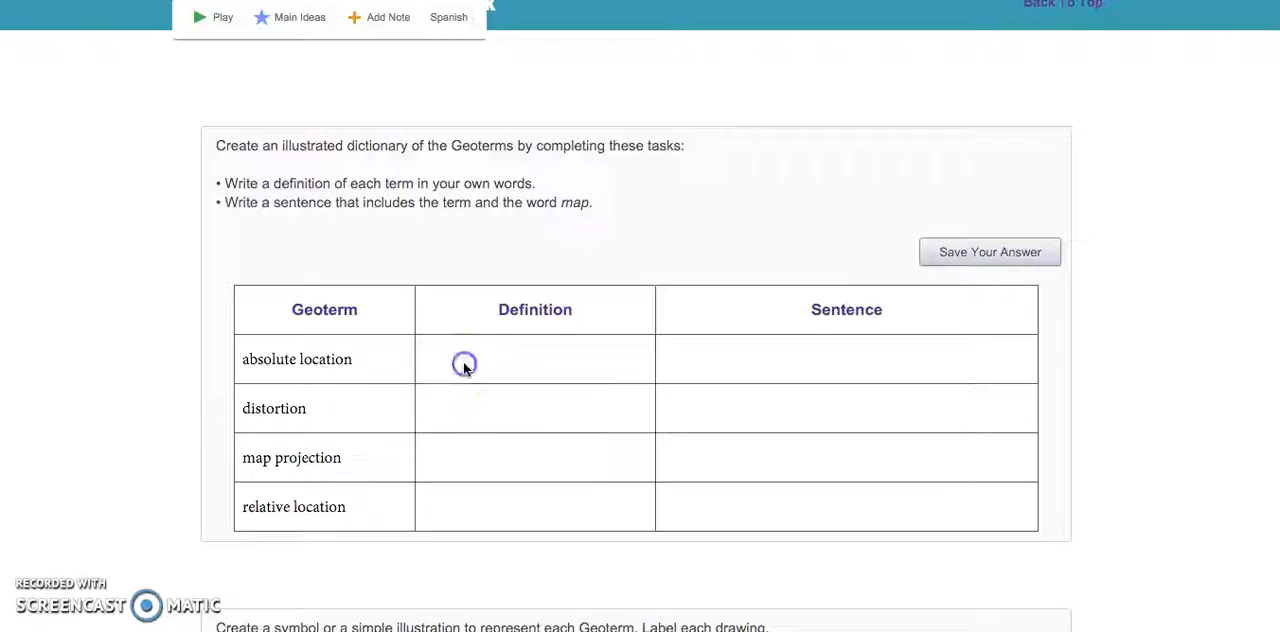 Back To Top
Play Main Ideas Add Note Spanish
Create an illustrated dictionary of the Geoterms by completing these tasks:
• Write a definition of each term in your own words.
• Write a sentence that includes the term and the word map.
Save Your Answer
Geoterm Definition Sentence
absolute location
distortion
map projection
relative location
RECORDED WITH
SCREENCAST MATIC
Create a symbol or a simple illustration to represent each Geoterm. Label each drawing.